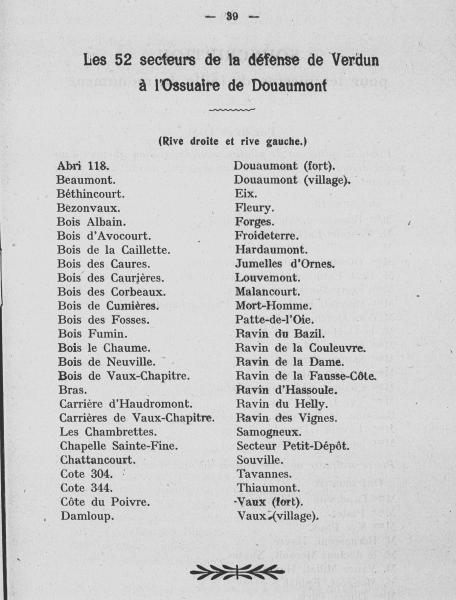 — 39 —
Les 52 secteurs de la défense de Verdun
à l'Ossuaire de Douaumont
(Rive droite et rive gauche.)
Abri 118.
Beaumont.
Béthincourt.
Bezonvaux.
Bois Albain.
Bois d'Avocourt.
Bois de la Caillette.
Bois des Caures.
Bois des Caurières.
Bois des Corbeaux.
Bois de Cumières.
Bois des Fosses.
Bois Fumin.
Bois le Chaume.
Bois de Neuville.
Bois de Vaux-Chapitre.
Bras.
Carrière d'Haudromont.
Carrières de Vaux-Chapitre.
Les Chambrettes.
Chapelle Sainte-Fine.
Chattancourt.
Cote 304.
Cote 344.
Côte du Poivre.
Damloup.
Douaumont (fort).
Douaumont (village).
Eix.
Fleury.
Forges.
Froideterre.
Hardaumont.
Jumelles d'Ornes.
Louvemont.
Malancourt.
Mort-Homme.
Patte-de-l'Oie.
Ravin du Bazil.
Ravin de la Couleuvre.
Ravin de la Dame.
Ravin de la Fausse-Côte.
Ravin d'Hassoule.
Ravin du Helly.
Ravin des Vignes.
Samogneux.
Secteur Petit-Dépôt.
Souville.
Tavannes.
Thiaumont.
Vaux (fort).
Vaux (village).